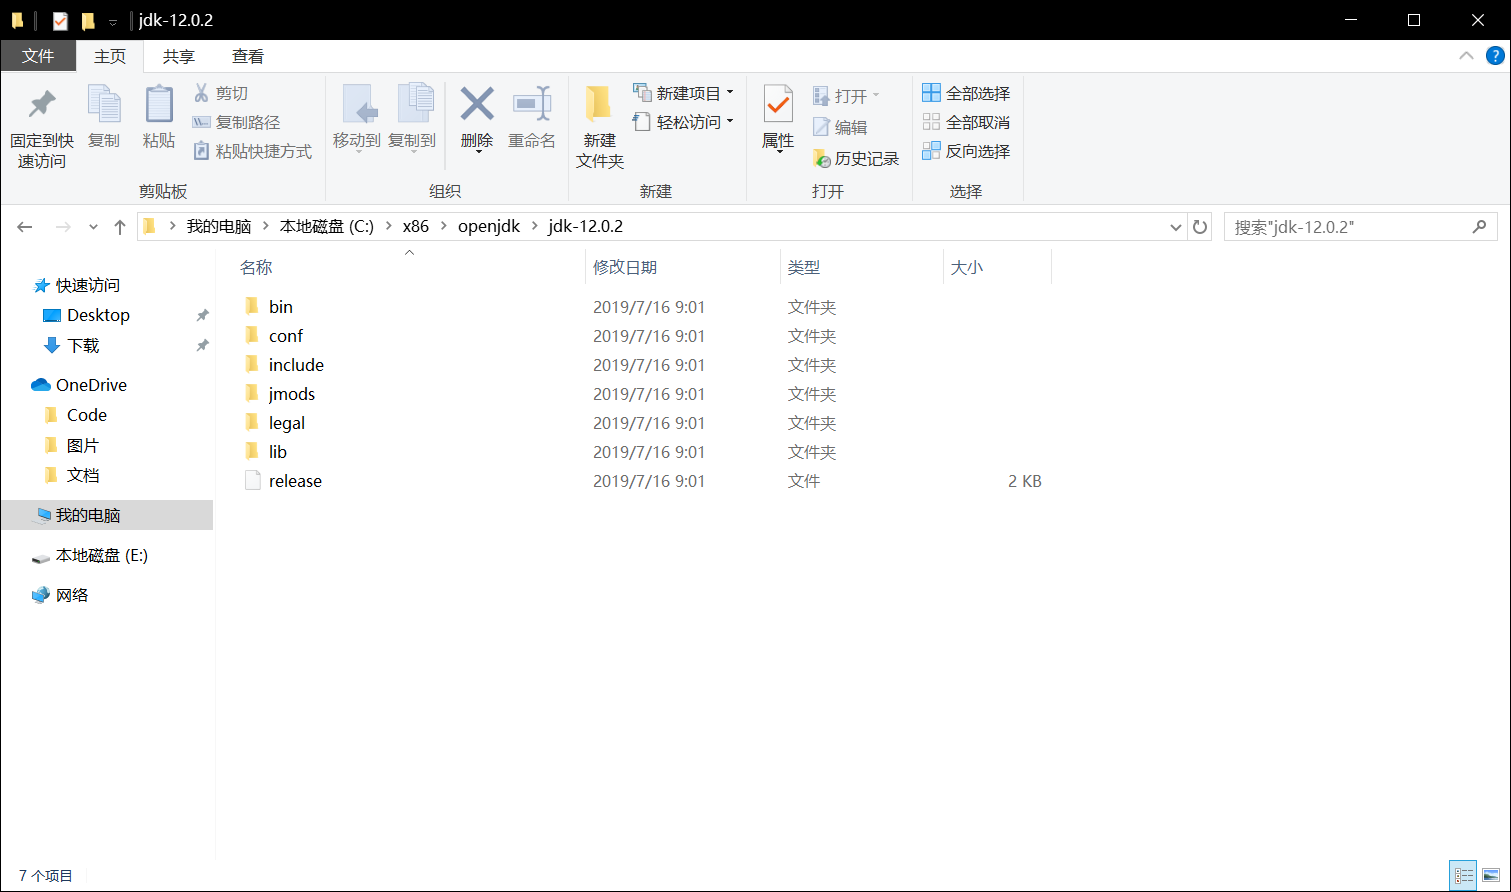 jdk-12.0.2
文件 主页 共享 查看
固定到快速访问
复制
粘贴
剪切
复制路径
粘贴快捷方式
剪贴板
移动到
复制到
删除
重命名
组织
新建
文件夹
新建项目
轻松访问
新建
属性
打开
编辑
历史记录
打开
全部选择
全部取消
反向选择
选择
我的电脑 本地磁盘 (C:) x86 openjdk jdk-12.0.2
搜索"jdk-12.0.2"
快速访问
Desktop
下载
OneDrive
Code
图片
文档
我的电脑
本地磁盘 (E:)
网络
名称 修改日期 类型 大小
bin 2019/7/16 9:01 文件夹
conf 2019/7/16 9:01 文件夹
include 2019/7/16 9:01 文件夹
jmods 2019/7/16 9:01 文件夹
legal 2019/7/16 9:01 文件夹
lib 2019/7/16 9:01 文件夹
release 2019/7/16 9:01 文件 2 KB
7 个项目